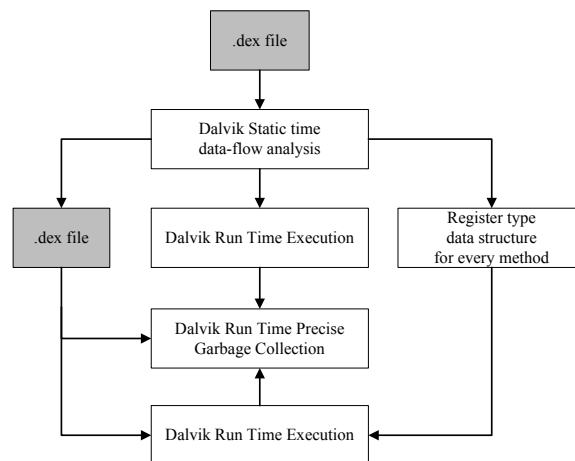 .dex file
Dalvik Static time
data-flow analysis
.dex file
Dalvik Run Time Execution
Register type
data structure
for every method
Dalvik Run Time Precise
Garbage Collection
Dalvik Run Time Execution